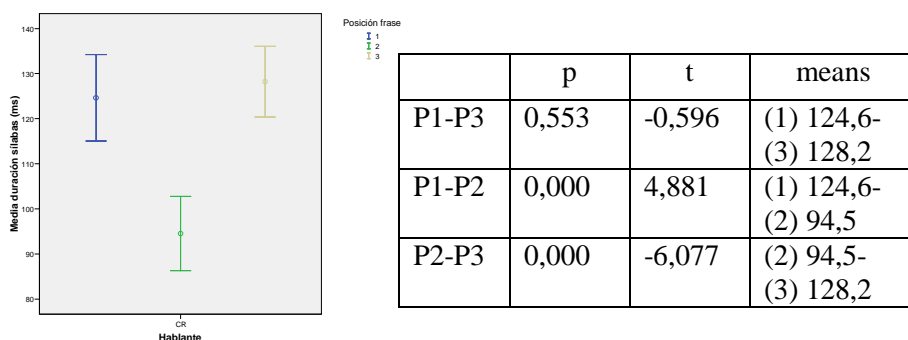 Posición frase
1
2
3
140
130
120
110
100
90
80
Media duración sílabas (ms)
CR
Hablante
p t means
P1-P3 0,553 -0,596 (1) 124,6-
(3) 128,2
P1-P2 0,000 4,881 (1) 124,6-
(2) 94,5
P2-P3 0,000 -6,077 (2) 94,5-
(3) 128,2